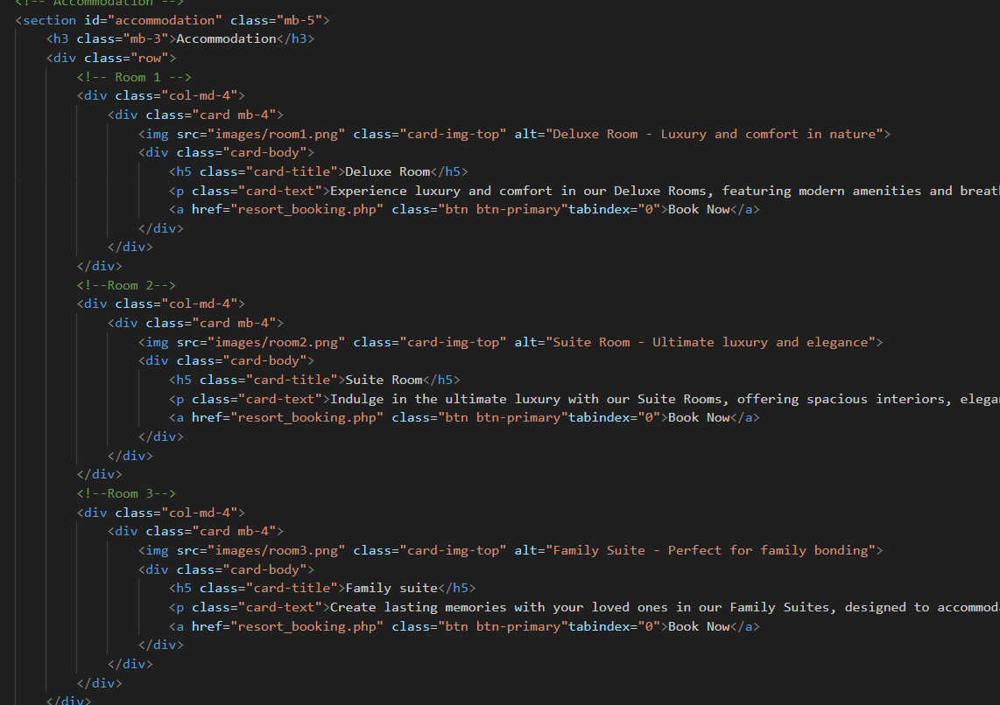 <!-- Accommodation -->
<section id="accommodation" class="mb-5">
<h3 class="mb-3">Accommodation</h3>
<div class="row">
<!-- Room 1 -->
<div class="col-md-4">
<div class="card mb-4">
<img src="images/room1.png" class="card-img-top" alt="Deluxe Room - Luxury and comfort in nature">
<div class="card-body">
<h5 class="card-title">Deluxe Room</h5>
<p class="card-text">Experience luxury and comfort in our Deluxe Rooms, featuring modern amenities and
<a href="resort_booking.php" class="btn btn-primary"tabindex="0">Book Now</a>
</div>
</div>
</div>
<!--Room 2-->
<div class="col-md-4">
<div class="card mb-4">
<img src="images/room2.png" class="card-img-top" alt="Suite Room - Ultimate luxury and elegance">
<div class="card-body">
<h5 class="card-title">Suite Room</h5>
<p class="card-text">Indulge in the ultimate luxury with our Suite Rooms, offering spacious interiors,
<a href="resort_booking.php" class="btn btn-primary"tabindex="0">Book Now</a>
</div>
</div>
</div>
<!--Room 3-->
<div class="col-md-4">
<div class="card mb-4">
<img src="images/room3.png" class="card-img-top" alt="Family Suite - Perfect for family bonding">
<div class="card-body">
<h5 class="card-title">Family suite</h5>
<p class="card-text">Create lasting memories with your loved ones in our Family Suites, designed to
<a href="resort_booking.php" class="btn btn-primary"tabindex="0">Book Now</a>
</div>
</div>
</div>
</div>